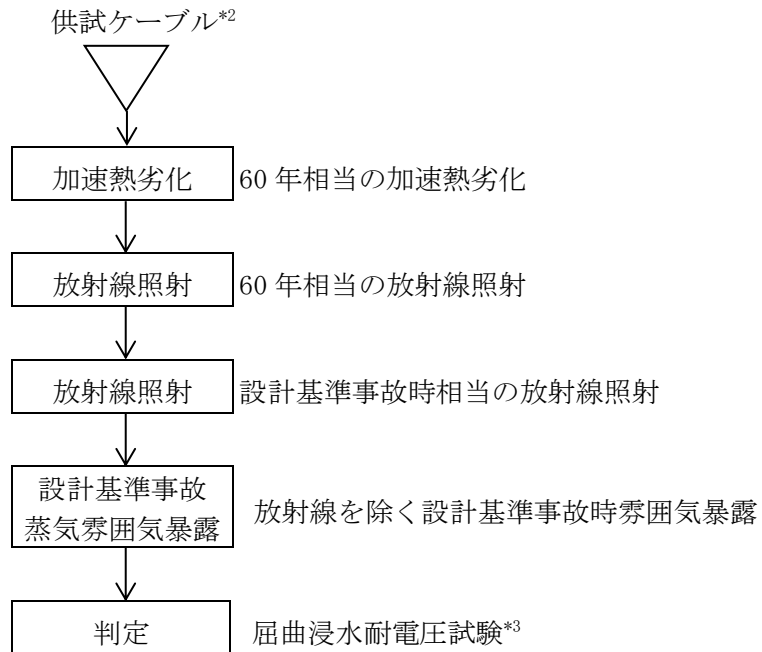 供試ケーブル*2
加速熱劣化 60 年相当の加速熱劣化
放射線照射 60 年相当の放射線照射
放射線照射 設計基準事故時相当の放射線照射
設計基準事故
蒸気雰囲気暴露 放射線を除く設計基準事故時雰囲気暴露
判定 屈曲浸水耐電圧試験*3